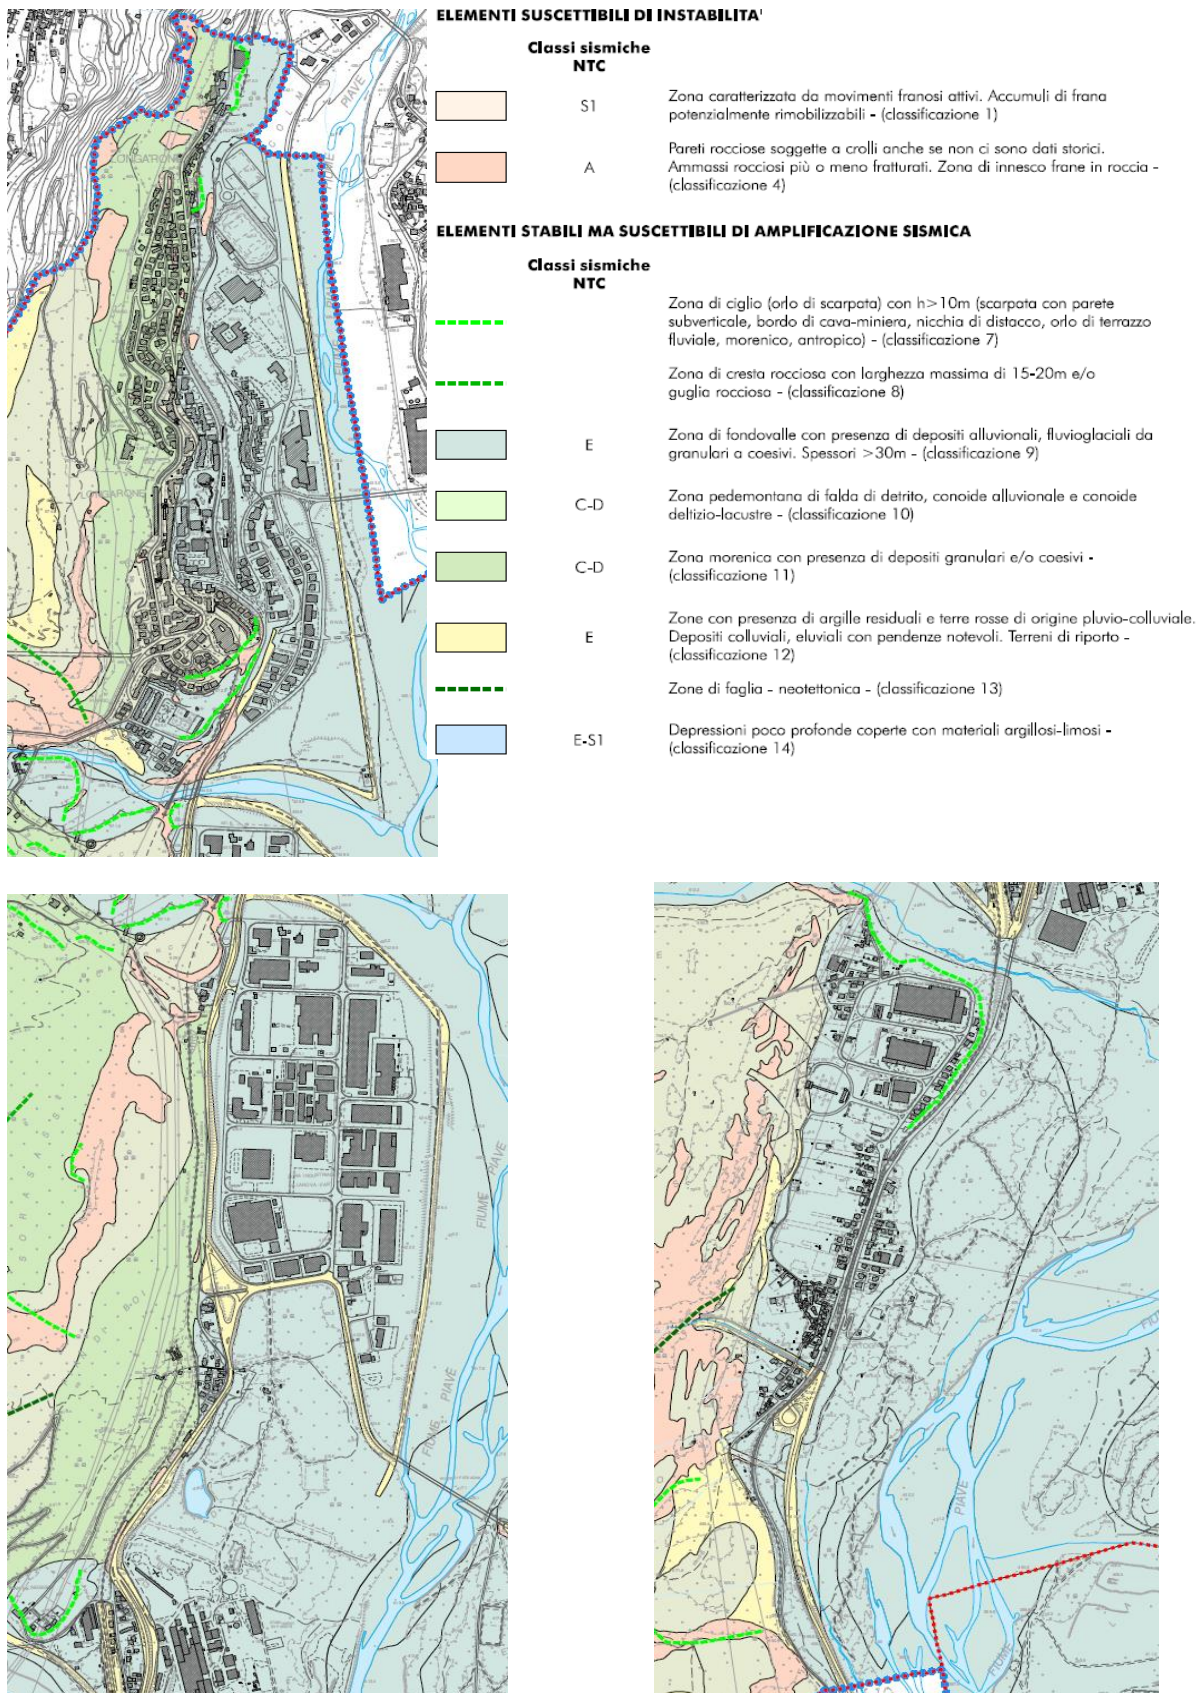 ELEMENTI SUSCETTIBILI DI INSTABILITA'
Classi sismiche
NTC
S1
Zona caratterizzata da movimenti franosi attivi. Accumuli di frana
potenzialmente rimobilizzabili - (classificazione 1)
A
Pareti rocciose soggette a crolli anche se non ci sono dati storici.
Ammassi rocciosi più o meno fratturati. Zona di innesco frane in roccia -
(classificazione 4)
ELEMENTI STABILI MA SUSCETTIBILI DI AMPLIFICAZIONE SISMICA
Classi sismiche
NTC
Zona di ciglio (orlo di scarpata) con h>10m (scarpata con parete
subverticale, bordo di cava-miniera, nicchia di distacco, orlo di terrazzo
fluviale, morenico, antropico) - (classificazione 7)
Zona di cresta rocciosa con larghezza massima di 15-20m e/o
guglia rocciosa - (classificazione 8)
E
Zona di fondovalle con presenza di depositi alluvionali, fluvioglaciali da
granulari a coesivi. Spessori >30m - (classificazione 9)
C-D
Zona pedemontana di falda di detrito, conoide alluvionale e conoide
deltizio-lacustre - (classificazione 10)
C-D
Zona morenica con presenza di depositi granulari e/o coesivi -
(classificazione 11)
E
Zone con presenza di argille residuali e terre rosse di origine pluvio-colluviale.
Depositi colluviali, eluviali con pendenze notevoli. Terreni di riporto -
(classificazione 12)
Zone di faglia - neotettonica - (classificazione 13)
E-S1
Depressioni poco profonde coperte con materiali argillosi-limosi -
(classificazione 14)
PIAVE
LONGARONE
LONGARONE
FIUME PIAVE
FIUME PIAVE
PIAVE
FIUME